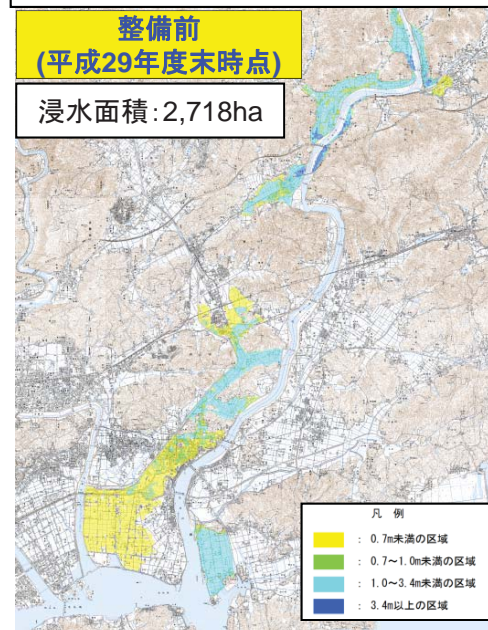 整備前
(平成29年度末時点)
浸水面積:2,718ha
凡 例
: 0.7m未満の区域
: 0.7〜1.0m未満の区域
: 1.0〜3.4m未満の区域
: 3.4m以上の区域